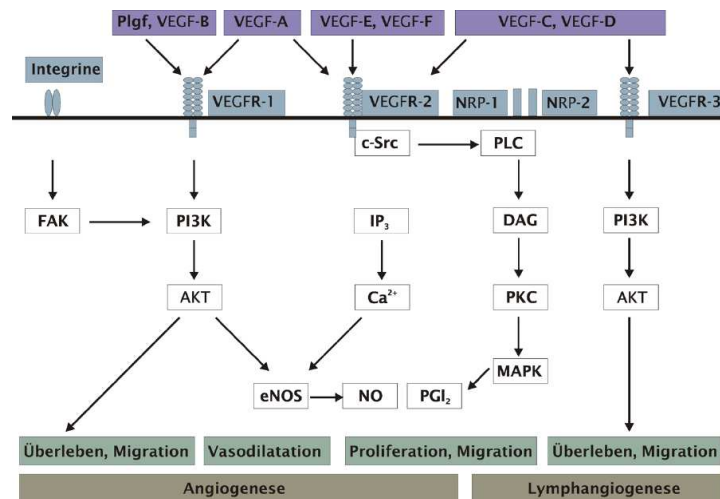 Plgf, VEGF-B
VEGF-A
VEGF-E, VEGF-F
VEGF-C, VEGF-D
Integrine
VEGFR-1
VEGFR-2
NRP-1
NRP-2
VEGFR-3
c-Src
PLC
FAK
PI3K
IP₃
DAG
PI3K
AKT
Ca²⁺
PKC
AKT
MAPK
eNOS
NO
PGI₂
Überleben, Migration
Vasodilatation
Proliferation, Migration
Überleben, Migration
Angiogenese
Lymphangiogenese